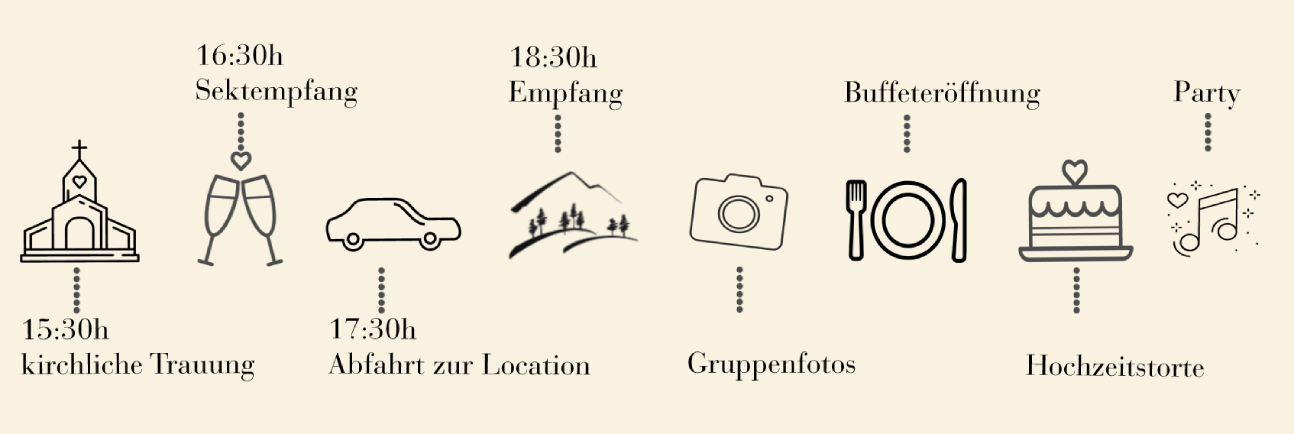 15:30h
kirchliche Trauung
16:30h
Sektempfang
17:30h
Abfahrt zur Location
18:30h
Empfang
Gruppenfotos
Buffeteröffnung
Hochzeitstorte
Party